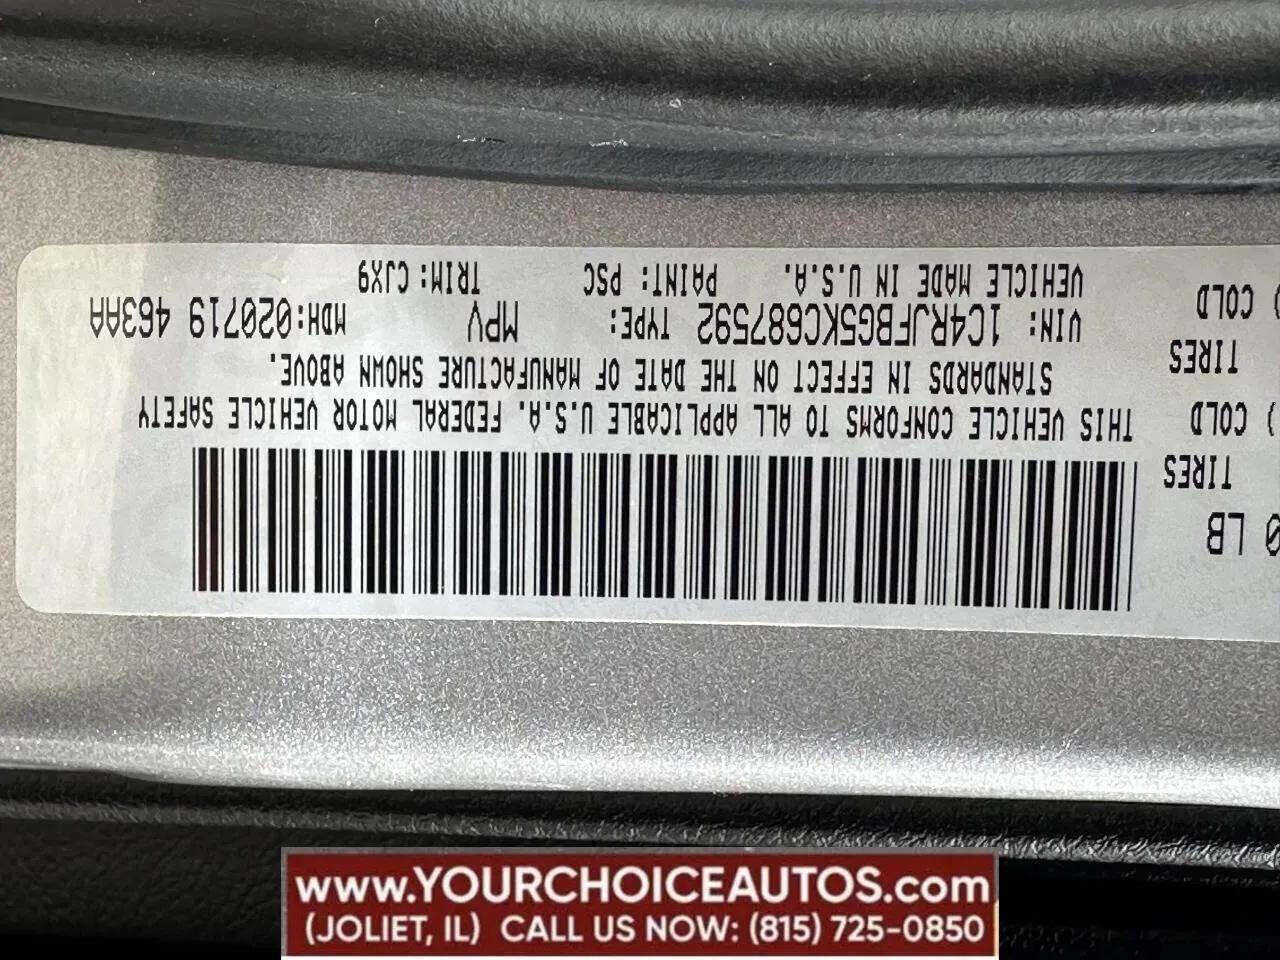 0 LB
TIRES
COLD
)
TIRES
COLD
)
THIS VEHICLE CONFORMS TO ALL APPLICABLE U.S.A. FEDERAL MOTOR VEHICLE SAFETY
STANDARDS IN EFFECT ON THE DATE OF MANUFACTURE SHOWN ABOVE.
VIN: 1C4RJFBG5KC687592 TYPE: MPV MDH:020719 463AA
VEHICLE MADE IN U.S.A. PAINT: PSC TRIM: CJX9
www.YOURCHOICEAUTOS.com
(JOLIET, IL) CALL US NOW: (815) 725-0850